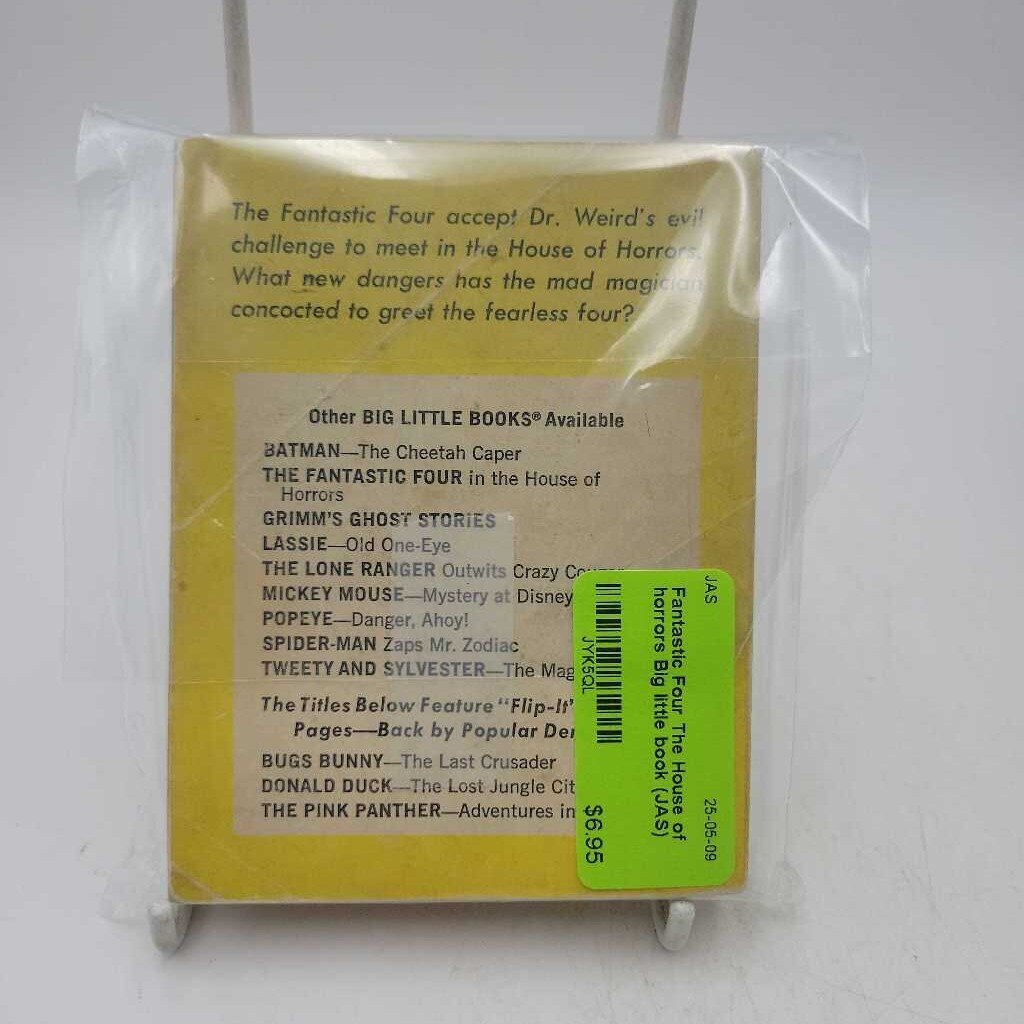 The Fantastic Four accept Dr. Weird's evil
challenge to meet in the House of Horrors.
What new dangers has the mad magician
concocted to greet the fearless four?
Other BIG LITTLE BOOKS® Available
BATMAN—The Cheetah Caper
THE FANTASTIC FOUR in the House of
Horrors
GRIMM'S GHOST STORIES
LASSIE—Old One-Eye
THE LONE RANGER Outwits Crazy
MICKEY MOUSE—Mystery at Disney
POPEYE—Danger, Ahoy!
SPIDER-MAN Zaps Mr. Zodiac
TWEETY AND SYLVESTER—The Mag
The Titles Below Feature "Flip-It"
Pages—Back by Popular Dem
BUGS BUNNY—The Last Crusader
DONALD DUCK—The Lost Jungle Cit
THE PINK PANTHER—Adventures in
JAS 25-05-09
Fantastic Four The House of
horrors Big little book (JAS)
JYK5QL
$6.95